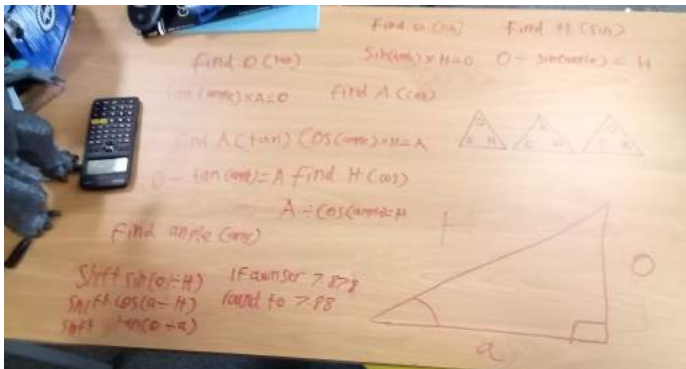 Find O (sin)
Find H (sin)
Find O (tan)
Sin(angle) × H = O
O - sin(angle) = H
tan (angle) × A = O
Find A (cos)
Find A (tan)
Cos(angle) × H = A
O - tan(angle) = A
Find H (cos)
A ÷ Cos(angle) = H
Find angle
Shift sin(O ÷ H)
If answer 7.878
Shift cos(a ÷ H)
round to 7.88
Shift tan(O ÷ a)
H
O
a